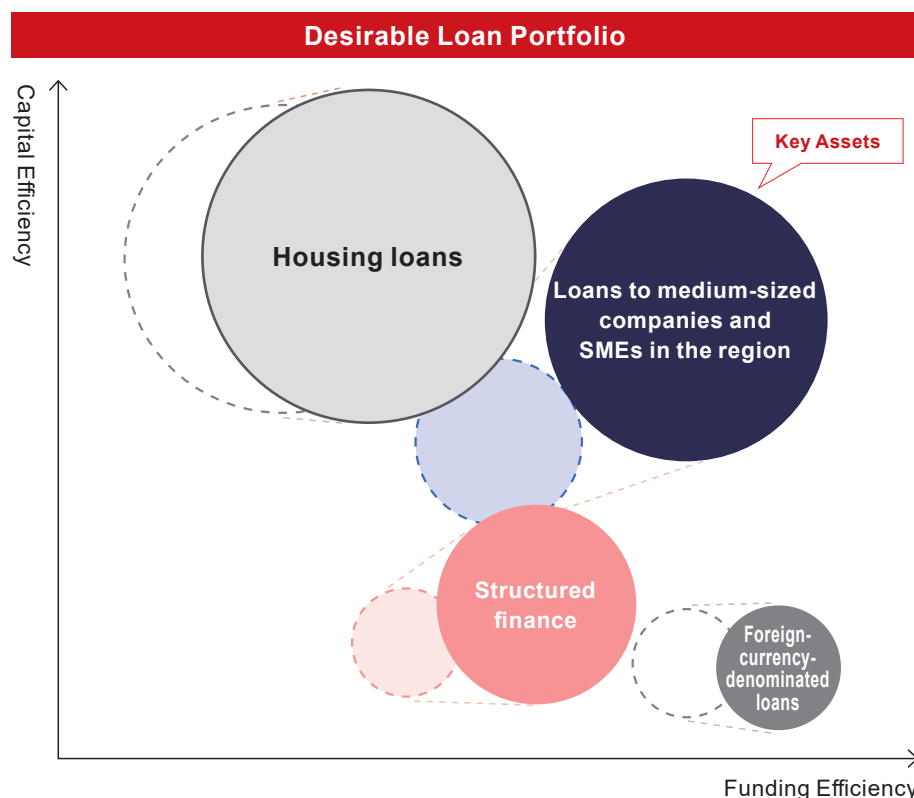 Desirable Loan Portfolio
Capital Efficiency
Key Assets
Housing loans
Loans to medium-sized
companies and
SMEs in the region
Structured
finance
Foreign-
currency-
denominated
loans
Funding Efficiency